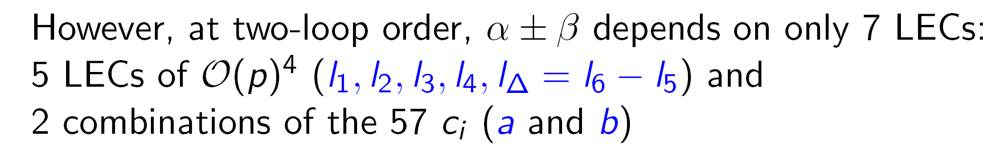 However, at two-loop order, α ± β depends on only 7 LECs:
5 LECs of 𝒪(p)⁴ (l₁, l₂, l₃, l₄, l_Δ = l₆ − l₅) and
2 combinations of the 57 cᵢ (a and b)